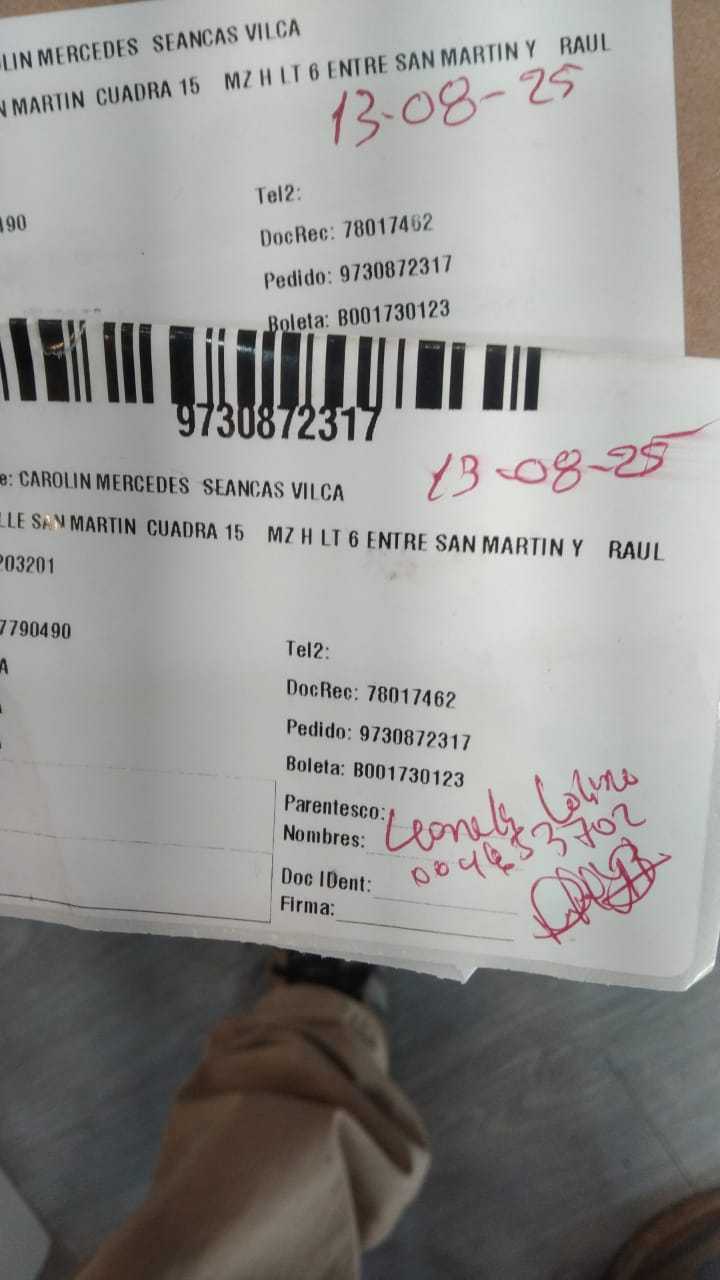 LIN MERCEDES SEANCAS VILCA
N MARTIN CUADRA 15 MZ H LT 6 ENTRE SAN MARTIN Y RAUL
13-08-25
190
Tel2:
DocRec: 78017462
Pedido: 9730872317
Boleta: B001730123
9730872317
13-08-25
e: CAROLIN MERCEDES SEANCAS VILCA
LLE SAN MARTIN CUADRA 15 MZ H LT 6 ENTRE SAN MARTIN Y RAUL
203201
7790490
A
Tel2:
DocRec: 78017462
Pedido: 9730872317
Boleta: B001730123
Parentesco:
Nombres:
Doc IDent:
Firma: